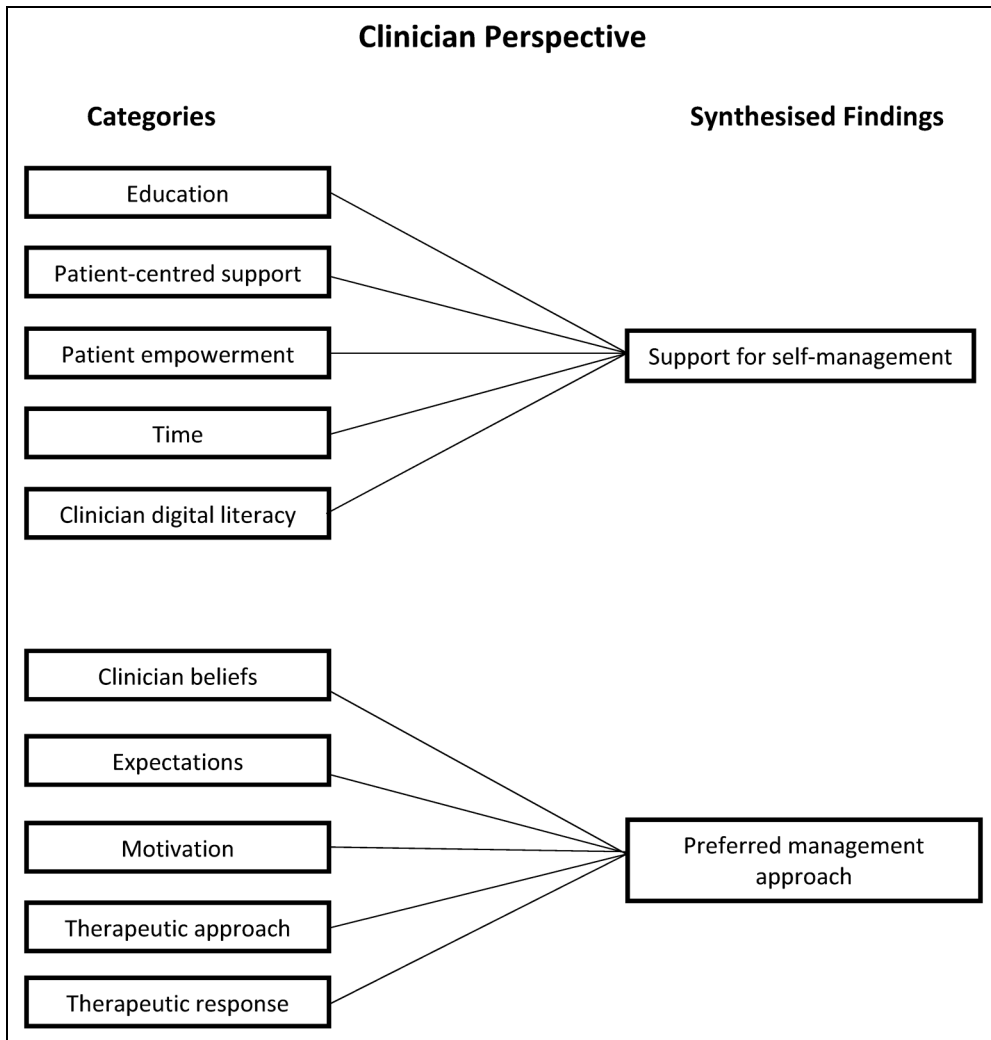 Clinician Perspective
Categories
Synthesised Findings
Education
Patient-centred support
Patient empowerment
Time
Clinician digital literacy
Support for self-management
Clinician beliefs
Expectations
Motivation
Therapeutic approach
Therapeutic response
Preferred management
approach